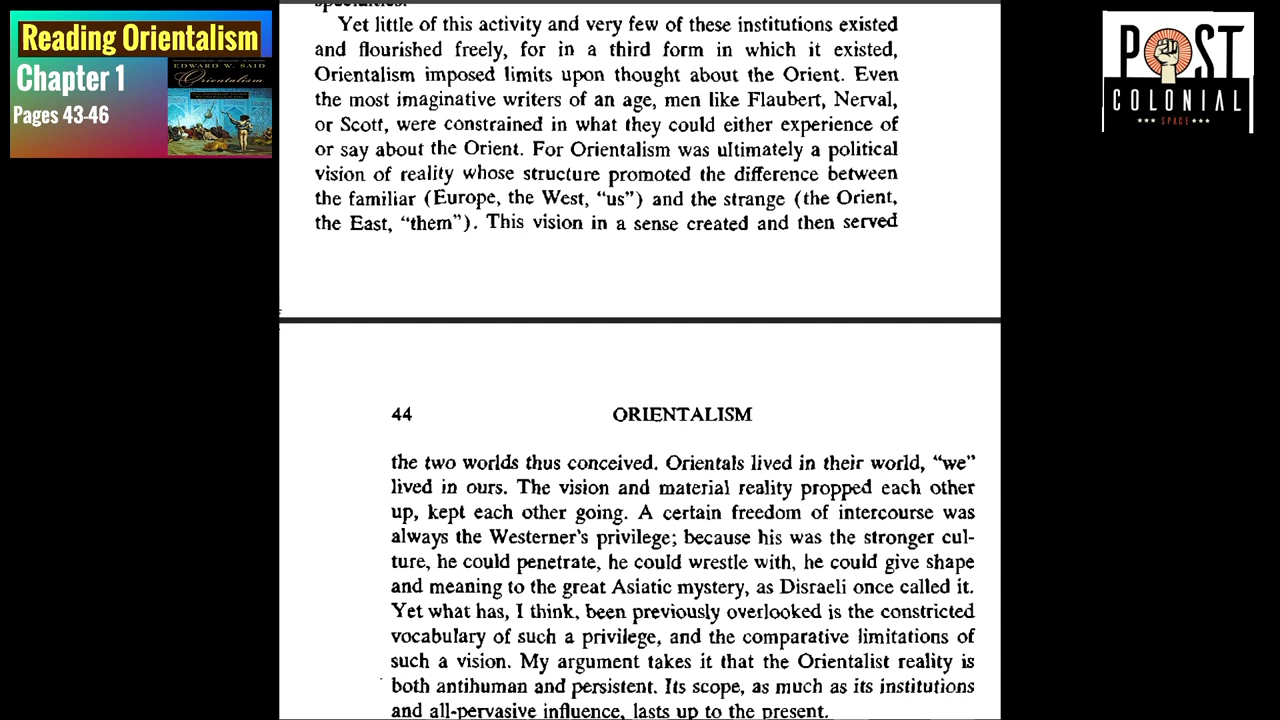 Reading Orientalism
Chapter 1
Pages 43-46
EDWARD W. SAID
Orientalism
POST
COLONIAL
SPACE
specialties.
Yet little of this activity and very few of these institutions existed
and flourished freely, for in a third form in which it existed,
Orientalism imposed limits upon thought about the Orient. Even
the most imaginative writers of an age, men like Flaubert, Nerval,
or Scott, were constrained in what they could either experience of
or say about the Orient. For Orientalism was ultimately a political
vision of reality whose structure promoted the difference between
the familiar (Europe, the West, “us”) and the strange (the Orient,
the East, “them”). This vision in a sense created and then served
44 ORIENTALISM
the two worlds thus conceived. Orientals lived in their world, “we”
lived in ours. The vision and material reality propped each other
up, kept each other going. A certain freedom of intercourse was
always the Westerner’s privilege; because his was the stronger cul-
ture, he could penetrate, he could wrestle with, he could give shape
and meaning to the great Asiatic mystery, as Disraeli once called it.
Yet what has, I think, been previously overlooked is the constricted
vocabulary of such a privilege, and the comparative limitations of
such a vision. My argument takes it that the Orientalist reality is
both antihuman and persistent. Its scope, as much as its institutions
and all-pervasive influence, lasts up to the present.